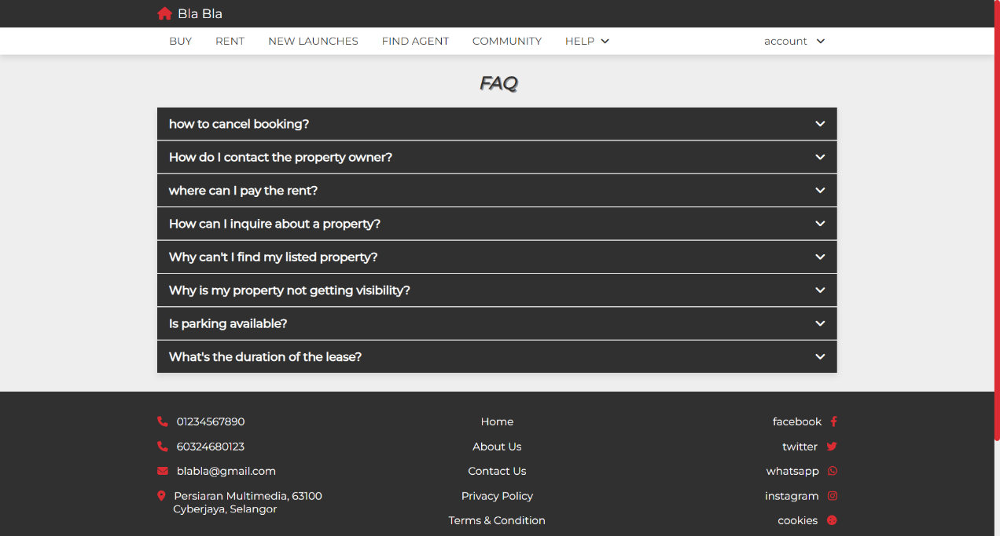 Bla Bla
BUY RENT NEW LAUNCHES FIND AGENT COMMUNITY HELP account
FAQ
how to cancel booking?
How do I contact the property owner?
where can I pay the rent?
How can I inquire about a property?
Why can't I find my listed property?
Why is my property not getting visibility?
Is parking available?
What's the duration of the lease?
01234567890
60324680123
blabla@gmail.com
Persiaran Multimedia, 63100
Cyberjaya, Selangor
Home
About Us
Contact Us
Privacy Policy
Terms & Condition
facebook
twitter
whatsapp
instagram
cookies